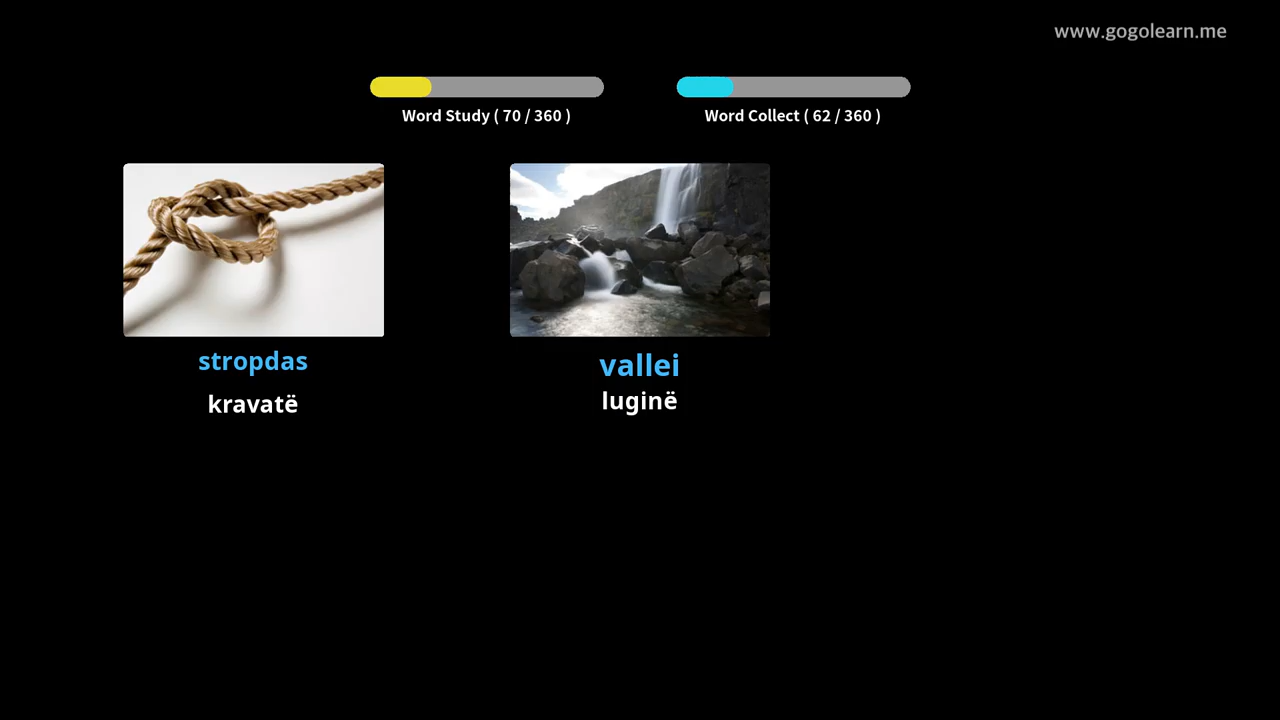 www.gogolearn.me
Word Study ( 70 / 360 )
Word Collect ( 62 / 360 )
stropdas
kravatë
vallei
luginë